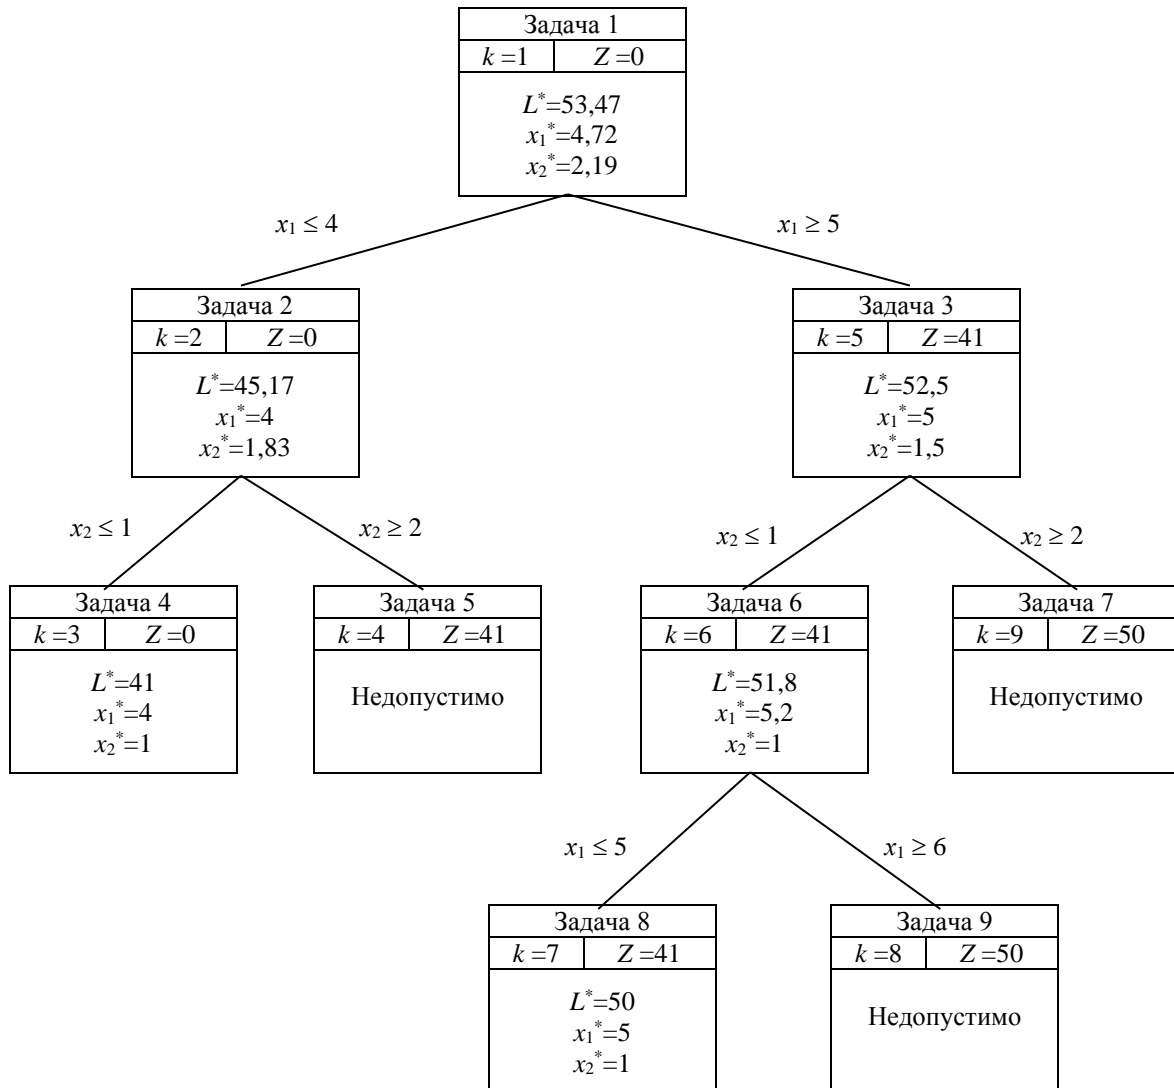 Задача 1
k =1 Z =0
L*=53,47
x₁*=4,72
x₂*=2,19
x₁ ≤ 4
x₁ ≥ 5
Задача 2
k =2 Z =0
L*=45,17
x₁*=4
x₂*=1,83
Задача 3
k =5 Z =41
L*=52,5
x₁*=5
x₂*=1,5
x₂ ≤ 1
x₂ ≥ 2
x₂ ≤ 1
x₂ ≥ 2
Задача 4
k =3 Z =0
L*=41
x₁*=4
x₂*=1
Задача 5
k =4 Z =41
Недопустимо
Задача 6
k =6 Z =41
L*=51,8
x₁*=5,2
x₂*=1
Задача 7
k =9 Z =50
Недопустимо
x₁ ≤ 5
x₁ ≥ 6
Задача 8
k =7 Z =41
L*=50
x₁*=5
x₂*=1
Задача 9
k =8 Z =50
Недопустимо